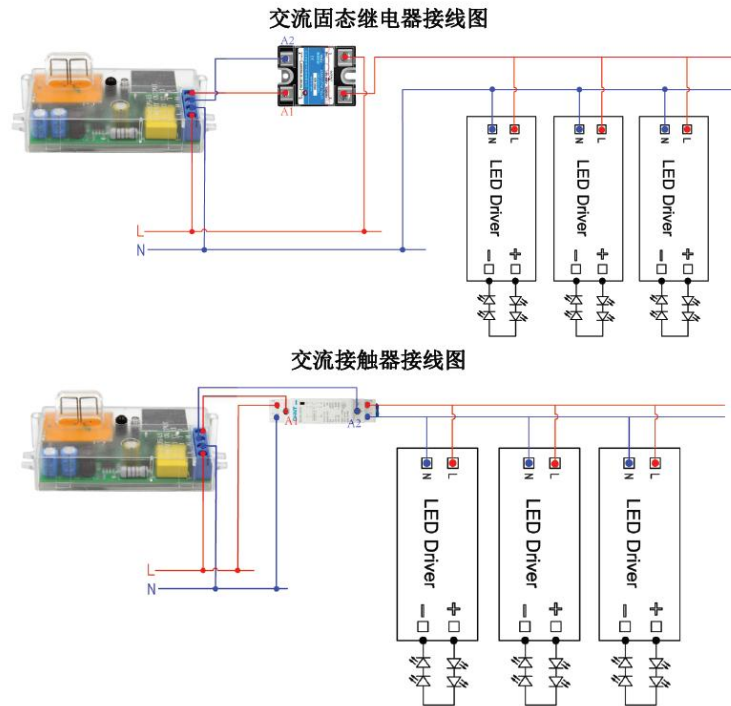 交流固态继电器接线图
A2
A1
L
N
N L
N L
N L
LED Driver
LED Driver
LED Driver
- +
- +
- +
交流接触器接线图
A1
A2
L
N
N L
N L
N L
LED Driver
LED Driver
LED Driver
- +
- +
- +